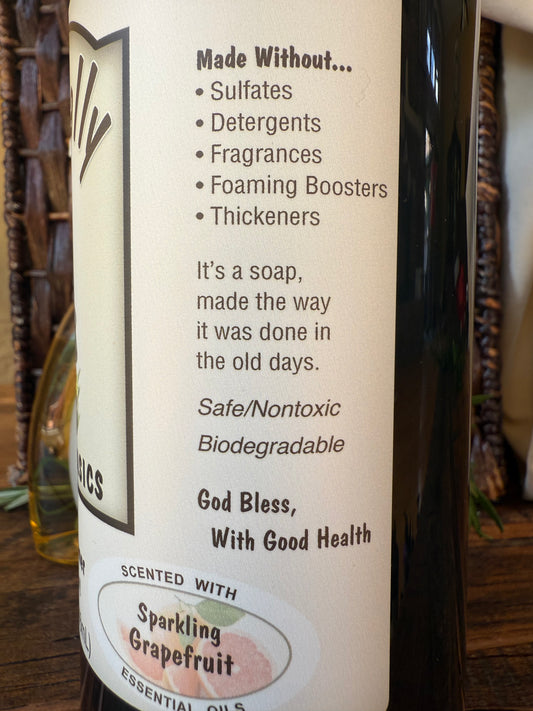 Made Without...
• Sulfates
• Detergents
• Fragrances
• Foaming Boosters
• Thickeners
It's a soap,
made the way
it was done in
the old days.
Safe/Nontoxic
Biodegradable
God Bless,
With Good Health
SCENTED WITH
Sparkling
Grapefruit
ESSENTIAL OILS